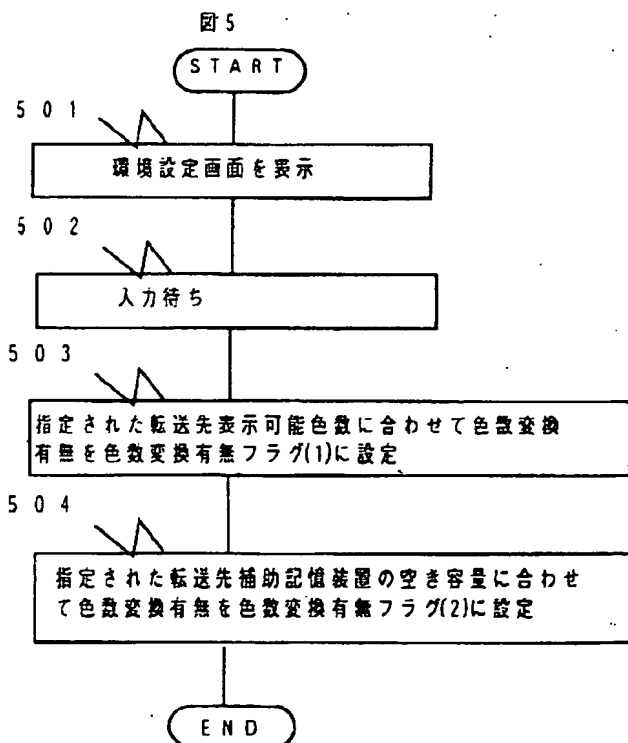 図5
START
501
環境設定画面を表示
502
入力待ち
503
指定された転送先表示可能色数に合わせて色数変換
有無を色数変換有無フラグ(1)に設定
504
指定された転送先補助記憶装置の空き容量に合わせ
て色数変換有無を色数変換有無フラグ(2)に設定
END